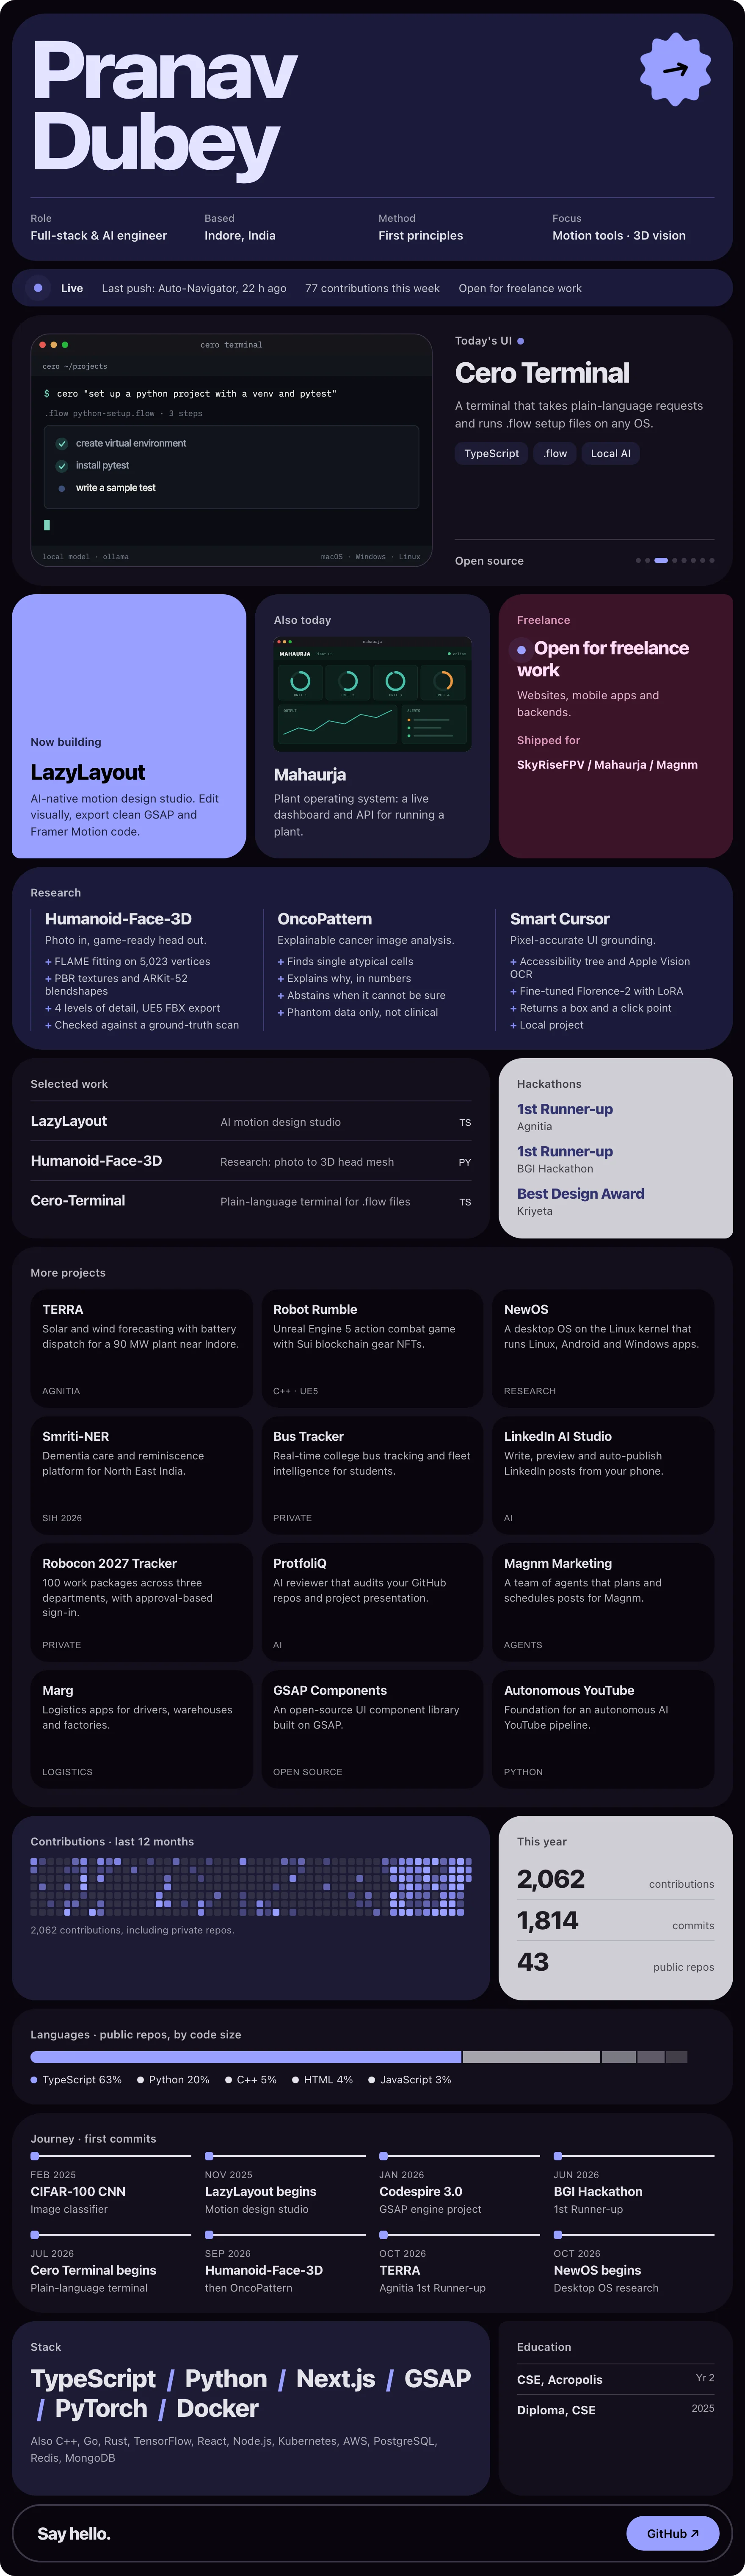 Pranav
Dubey
Role
Full-stack & AI engineer
Based
Indore, India
Method
First principles
Focus
Motion tools · 3D vision
Live
Last push: Auto-Navigator, 22 h ago
77 contributions this week
Open for freelance work
cero terminal
cero ~/projects
$ cero "set up a python project with a venv and pytest"
.flow python-setup.flow · 3 steps
create virtual environment
install pytest
write a sample test
local model · ollama
macOS · Windows · Linux
Today's UI
Cero Terminal
A terminal that takes plain-language requests
and runs .flow setup files on any OS.
TypeScript
.flow
Local AI
Open source
Now building
LazyLayout
AI-native motion design studio. Edit
visually, export clean GSAP and
Framer Motion code.
Also today
mahaurja
MAHAURJA Plant OS
online
UNIT 1
UNIT 2
UNIT 3
UNIT 4
OUTPUT
ALERTS
Mahaurja
Plant operating system: a live
dashboard and API for running a
plant.
Freelance
Open for freelance
work
Websites, mobile apps and
backends.
Shipped for
SkyRiseFPV / Mahaurja / Magnm
Research
Humanoid-Face-3D
Photo in, game-ready head out.
+ FLAME fitting on 5,023 vertices
+ PBR textures and ARKit-52
blendshapes
+ 4 levels of detail, UE5 FBX export
+ Checked against a ground-truth scan
OncoPattern
Explainable cancer image analysis.
+ Finds single atypical cells
+ Explains why, in numbers
+ Abstains when it cannot be sure
+ Phantom data only, not clinical
Smart Cursor
Pixel-accurate UI grounding.
+ Accessibility tree and Apple Vision
OCR
+ Fine-tuned Florence-2 with LoRA
+ Returns a box and a click point
+ Local project
Selected work
LazyLayout
AI motion design studio
TS
Humanoid-Face-3D
Research: photo to 3D head mesh
PY
Cero-Terminal
Plain-language terminal for .flow files
TS
Hackathons
1st Runner-up
Agnitia
1st Runner-up
BGI Hackathon
Best Design Award
Kriyeta
More projects
TERRA
Solar and wind forecasting with battery
dispatch for a 90 MW plant near Indore.
AGNITIA
Robot Rumble
Unreal Engine 5 action combat game
with Sui blockchain gear NFTs.
C++ · UE5
NewOS
A desktop OS on the Linux kernel that
runs Linux, Android and Windows apps.
RESEARCH
Smriti-NER
Dementia care and reminiscence
platform for North East India.
SIH 2026
Bus Tracker
Real-time college bus tracking and fleet
intelligence for students.
PRIVATE
LinkedIn AI Studio
Write, preview and auto-publish
LinkedIn posts from your phone.
AI
Robocon 2027 Tracker
100 work packages across three
departments, with approval-based
sign-in.
PRIVATE
ProtfoliQ
AI reviewer that audits your GitHub
repos and project presentation.
AI
Magnm Marketing
A team of agents that plans and
schedules posts for Magnm.
AGENTS
Marg
Logistics apps for drivers, warehouses
and factories.
LOGISTICS
GSAP Components
An open-source UI component library
built on GSAP.
OPEN SOURCE
Autonomous YouTube
Foundation for an autonomous AI
YouTube pipeline.
PYTHON
Contributions · last 12 months
2,062 contributions, including private repos.
This year
2,062
contributions
1,814
commits
43
public repos
Languages · public repos, by code size
TypeScript 63%
Python 20%
C++ 5%
HTML 4%
JavaScript 3%
Journey · first commits
FEB 2025
CIFAR-100 CNN
Image classifier
NOV 2025
LazyLayout begins
Motion design studio
JAN 2026
Codespire 3.0
GSAP engine project
JUN 2026
BGI Hackathon
1st Runner-up
JUL 2026
Cero Terminal begins
Plain-language terminal
SEP 2026
Humanoid-Face-3D
then OncoPattern
OCT 2026
TERRA
Agnitia 1st Runner-up
OCT 2026
NewOS begins
Desktop OS research
Stack
TypeScript / Python / Next.js / GSAP
/ PyTorch / Docker
Also C++, Go, Rust, TensorFlow, React, Node.js, Kubernetes, AWS, PostgreSQL,
Redis, MongoDB
Education
CSE, Acropolis
Yr 2
Diploma, CSE
2025
Say hello.
GitHub ↗